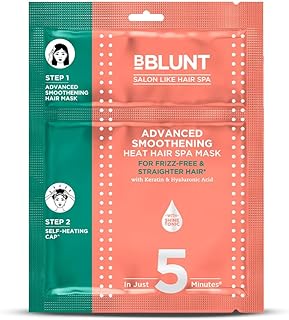 BBLUNT
SALON LIKE HAIR SPA
STEP 1
ADVANCED
SMOOTHENING
HAIR MASK
ADVANCED
SMOOTHENING
HEAT HAIR SPA MASK
FOR FRIZZ-FREE &
STRAIGHTER HAIR*
with Keratin & Hyaluronic Acid
WITH
SHINE
TONIC
STEP 2
SELF-HEATING
CAP*
In Just 5 Minutes*